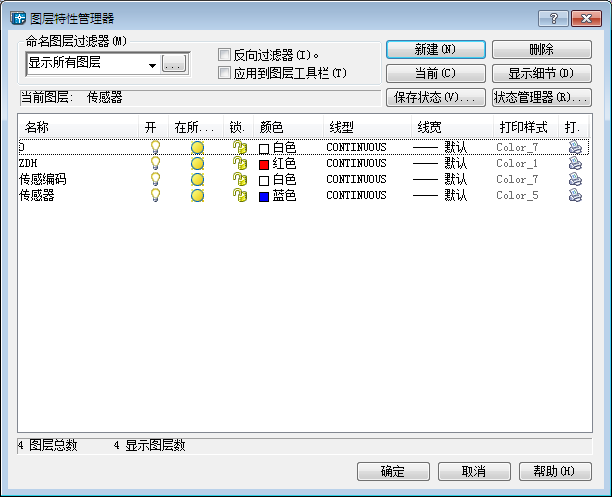 图层特性管理器
命名图层过滤器(M)
显示所有图层 ...
反向过滤器(I)。
应用到图层工具栏(T)
新建(N) 删除
当前(C) 显示细节(D)
保存状态(V)... 状态管理器(R)...
当前图层: 传感器
名称 开 在所... 锁. 颜色 线型 线宽 打印样式 打.
0 白色 CONTINUOUS 默认 Color_7
ZDH 红色 CONTINUOUS 默认 Color_1
传感编码 白色 CONTINUOUS 默认 Color_7
传感器 蓝色 CONTINUOUS 默认 Color_5
4 图层总数 4 显示图层数
确定 取消 帮助(H)